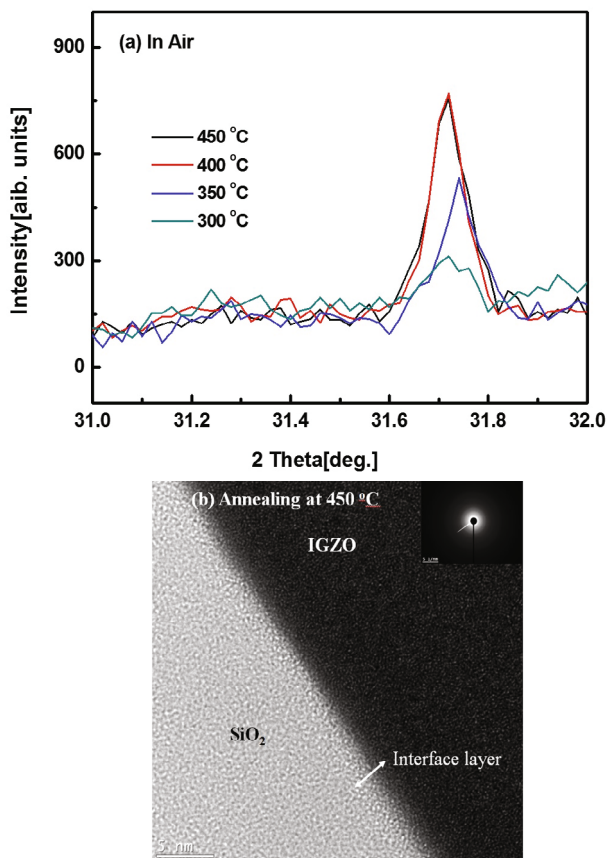 (a) In Air
450 °C
400 °C
350 °C
300 °C
Intensity[aib. units]
900
600
300
0
31.0 31.2 31.4 31.6 31.8 32.0
2 Theta[deg.]
(b) Annealing at 450 °C
IGZO
SiO₂
Interface layer
5 nm